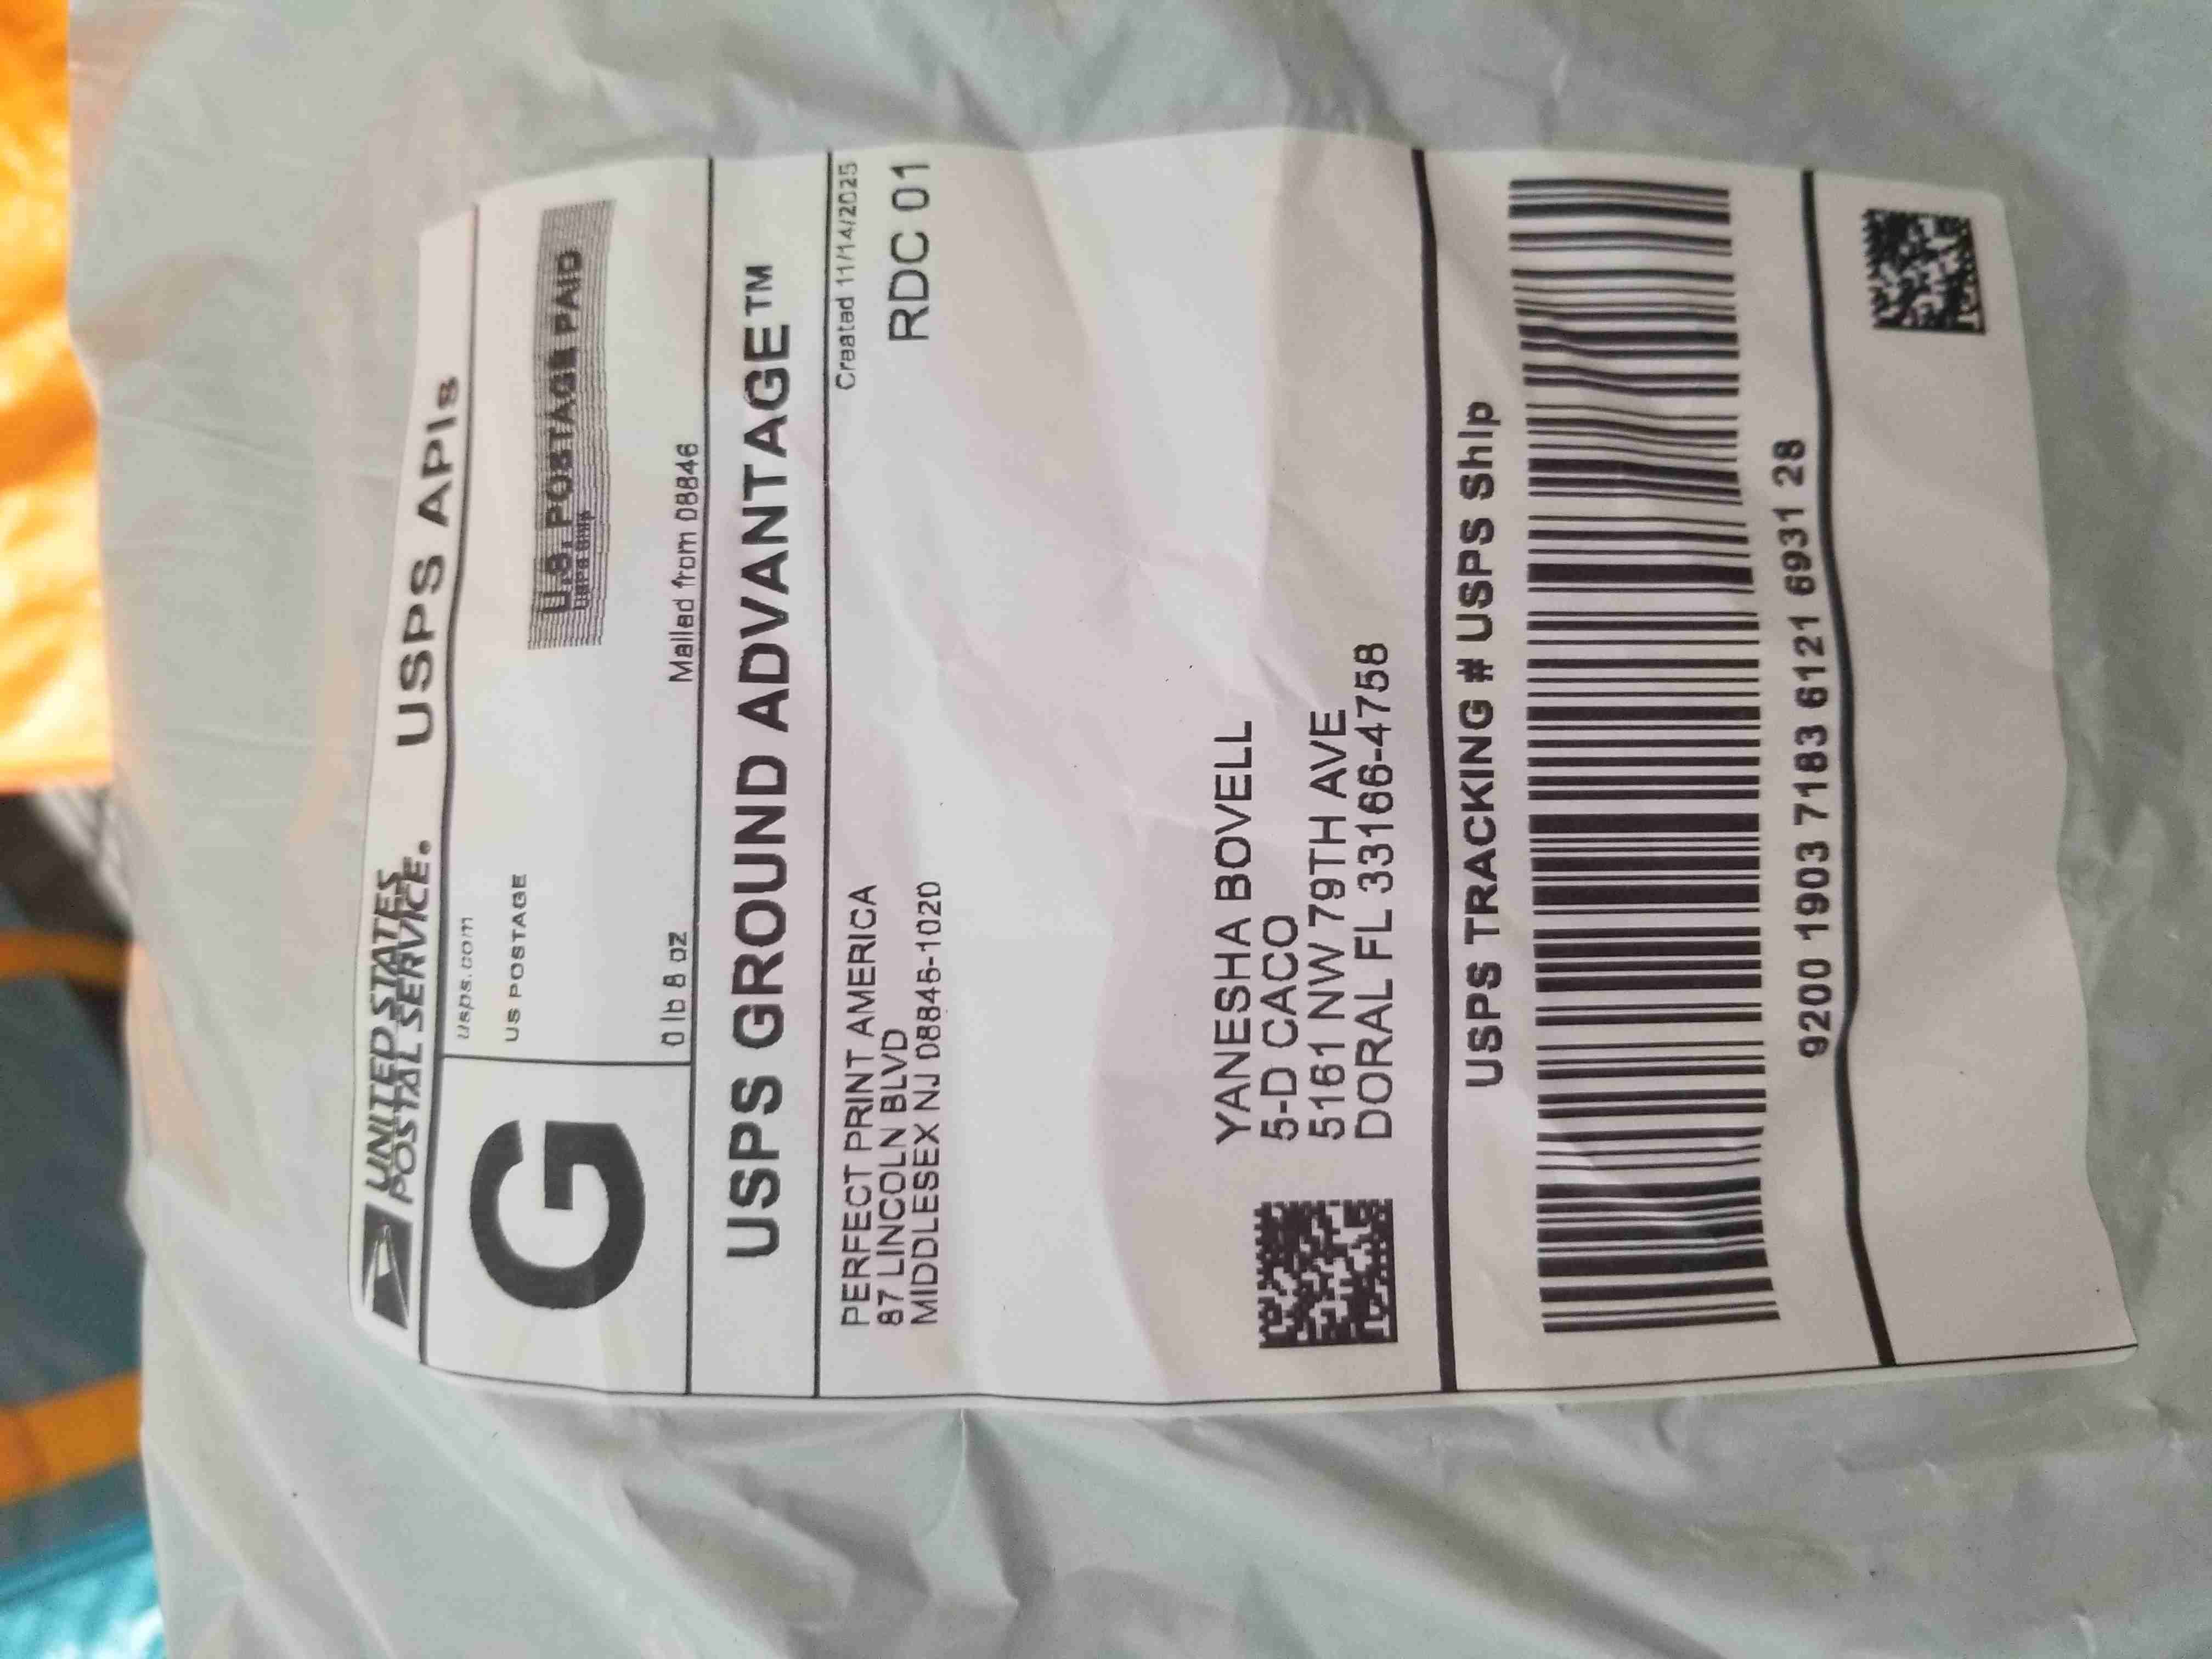 UNITED STATES
POSTAL SERVICE.
USPS APIs
G
usps.com
US POSTAGE
U.S. POSTAGE PAID
USPS Ship
0 lb 8 oz
Mailed from 08846
USPS GROUND ADVANTAGE™
PERFECT PRINT AMERICA
87 LINCOLN BLVD
MIDDLESEX NJ 08846-1020
Created 11/14/2025
RDC 01
YANESHA BOVELL
5-D CACO
5161 NW 79TH AVE
DORAL FL 33166-4758
USPS TRACKING # USPS Ship
9200 1903 7183 6121 6931 28